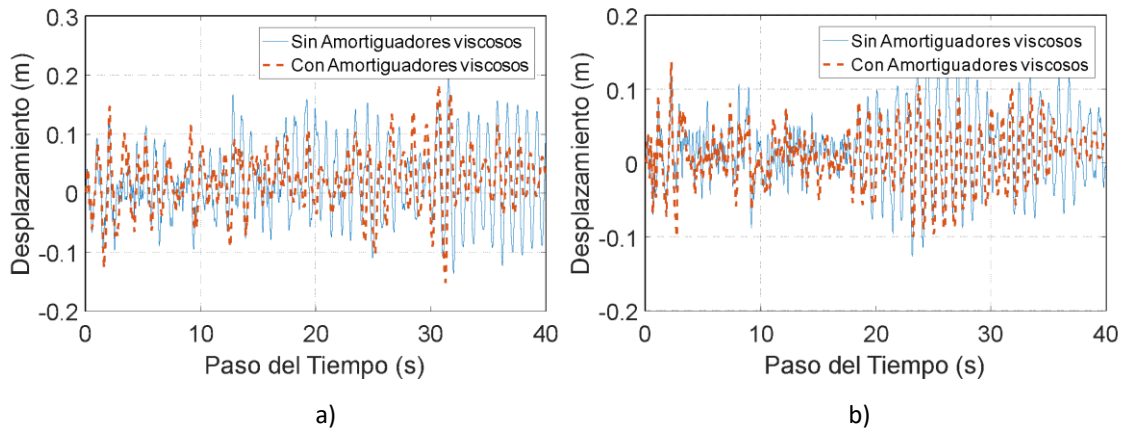 Desplazamiento (m)
0.3
0.2
0.1
0
-0.1
-0.2
Sin Amortiguadores viscosos
Con Amortiguadores viscosos
0 10 20 30 40
Paso del Tiempo (s)
a)
Desplazamiento (m)
0.2
0.1
0
-0.1
-0.2
Sin Amortiguadores viscosos
Con Amortiguadores viscosos
0 10 20 30 40
Paso del Tiempo (s)
b)